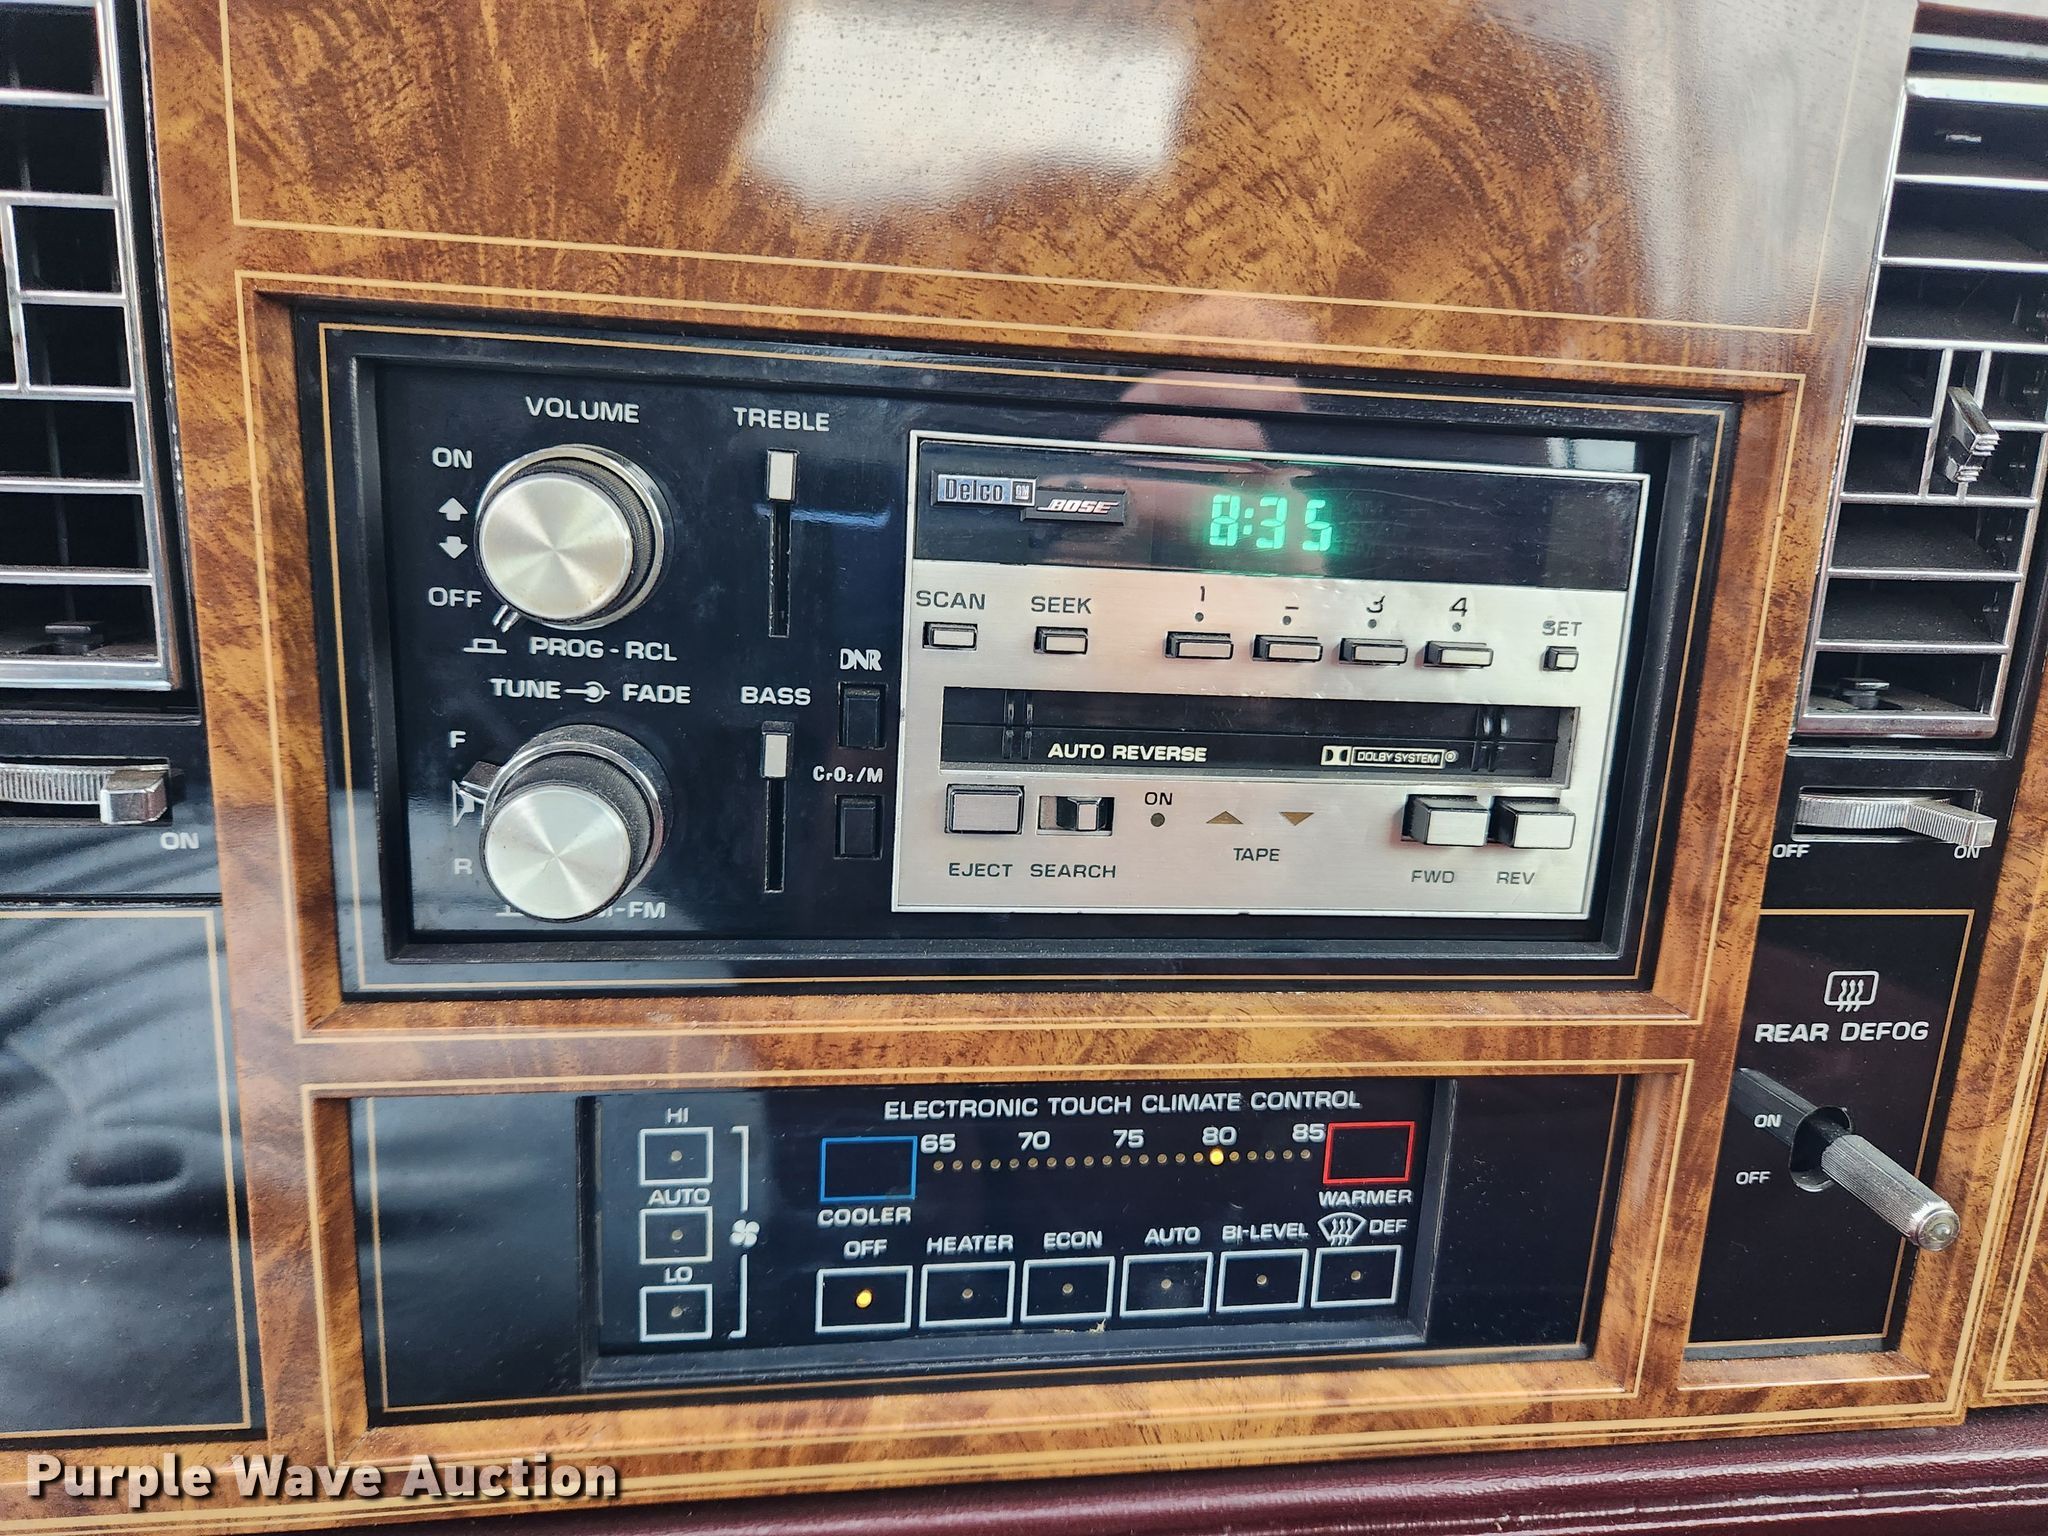 VOLUME
TREBLE
ON
OFF
PROG-RCL
TUNE FADE
F
R
M-FM
BASS
DNR
CrO₂/M
Delco GM
BOSE
8:35
SCAN SEEK 1 3 4 SET
AUTO REVERSE
DOLBY SYSTEM
ON
TAPE
EJECT SEARCH FWD REV
ON
OFF ON
REAR DEFOG
ON
OFF
ELECTRONIC TOUCH CLIMATE CONTROL
HI
AUTO
LO
65 70 75 80 85
COOLER
WARMER
OFF HEATER ECON AUTO BI-LEVEL DEF
Purple Wave Auction